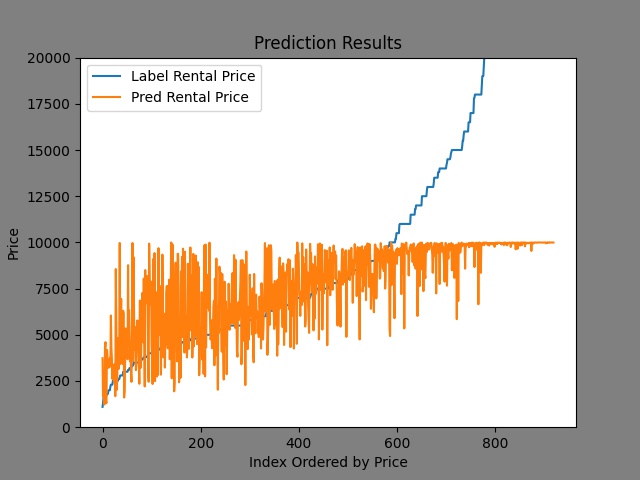 Prediction Results
Label Rental Price
Pred Rental Price
20000
17500
15000
12500
10000
7500
5000
2500
0
Price
0 200 400 600 800
Index Ordered by Price